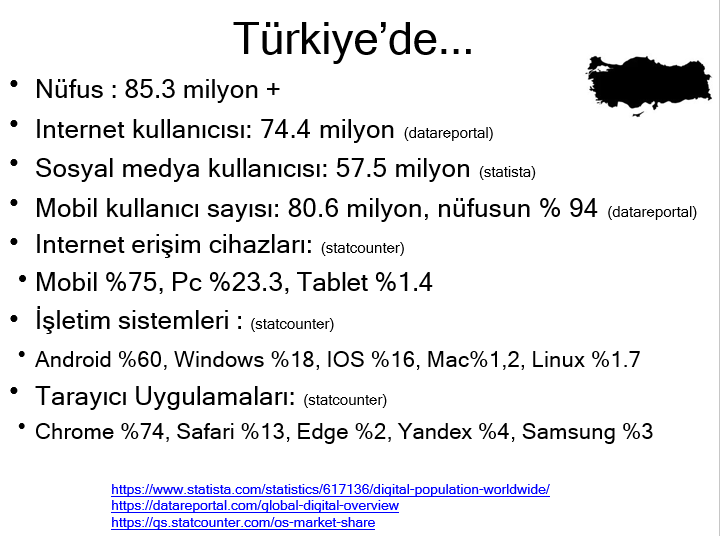 Türkiye’de...
• Nüfus : 85.3 milyon +
• Internet kullanıcısı: 74.4 milyon (datareportal)
• Sosyal medya kullanıcısı: 57.5 milyon (statista)
• Mobil kullanıcı sayısı: 80.6 milyon, nüfusun % 94 (datareportal)
• Internet erişim cihazları: (statcounter)
• Mobil %75, Pc %23.3, Tablet %1.4
• İşletim sistemleri : (statcounter)
• Android %60, Windows %18, IOS %16, Mac%1,2, Linux %1.7
• Tarayıcı Uygulamaları: (statcounter)
• Chrome %74, Safari %13, Edge %2, Yandex %4, Samsung %3
https://www.statista.com/statistics/617136/digital-population-worldwide/
https://datareportal.com/global-digital-overview
https://gs.statcounter.com/os-market-share